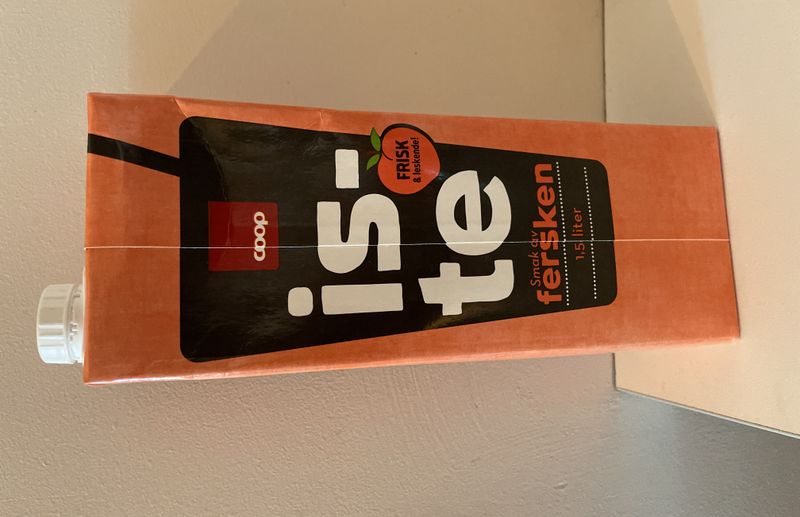 coop
is-
te
FRISK
& leskende!
Smak av
fersken
1,5 liter